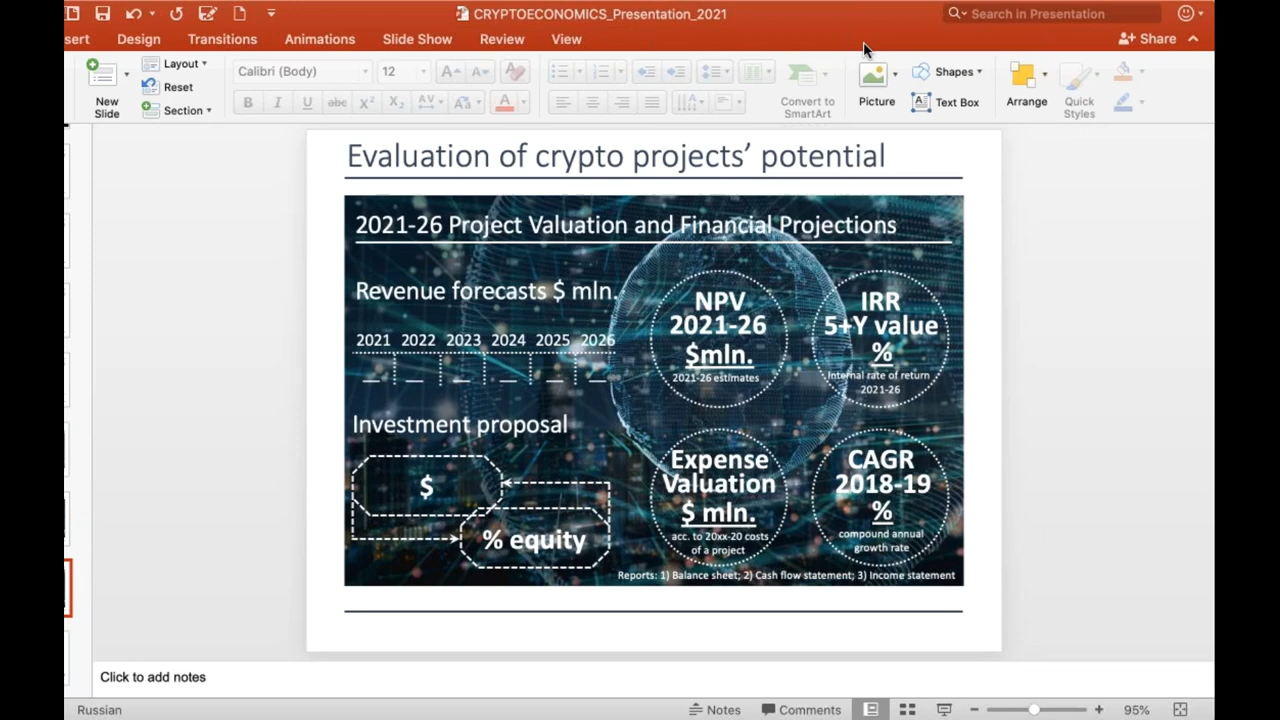 CRYPTOECONOMICS_Presentation_2021
Search in Presentation
sert Design Transitions Animations Slide Show Review View
Share
New Slide
Layout
Reset
Section
Calibri (Body) 12
B I U abc X² X₂ AV Aa A
Convert to SmartArt
Picture
Shapes
Text Box
Arrange
Quick Styles
Evaluation of crypto projects’ potential
2021-26 Project Valuation and Financial Projections
Revenue forecasts $ mln.
2021 2022 2023 2024 2025 2026
Investment proposal
$
% equity
NPV
2021-26
$mln.
2021-26 estimates
IRR
5+Y value
%
Internal rate of return
2021-26
Expense
Valuation
$ mln.
acc. to 20xx-20 costs
of a project
CAGR
2018-19
%
compound annual
growth rate
Reports: 1) Balance sheet; 2) Cash flow statement; 3) Income statement
Click to add notes
Russian
Notes Comments 95%